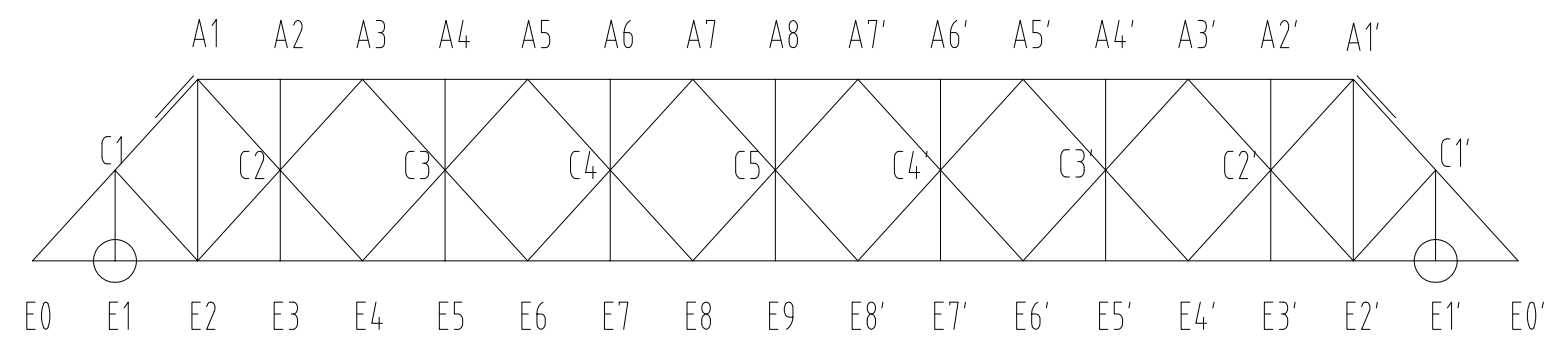 A1 A2 A3 A4 A5 A6 A7 A8 A7' A6' A5' A4' A3' A2' A1'
C1 C2 C3 C4 C5 C4' C3' C2' C1'
E0 E1 E2 E3 E4 E5 E6 E7 E8 E9 E8' E7' E6' E5' E4' E3' E2' E1' E0'